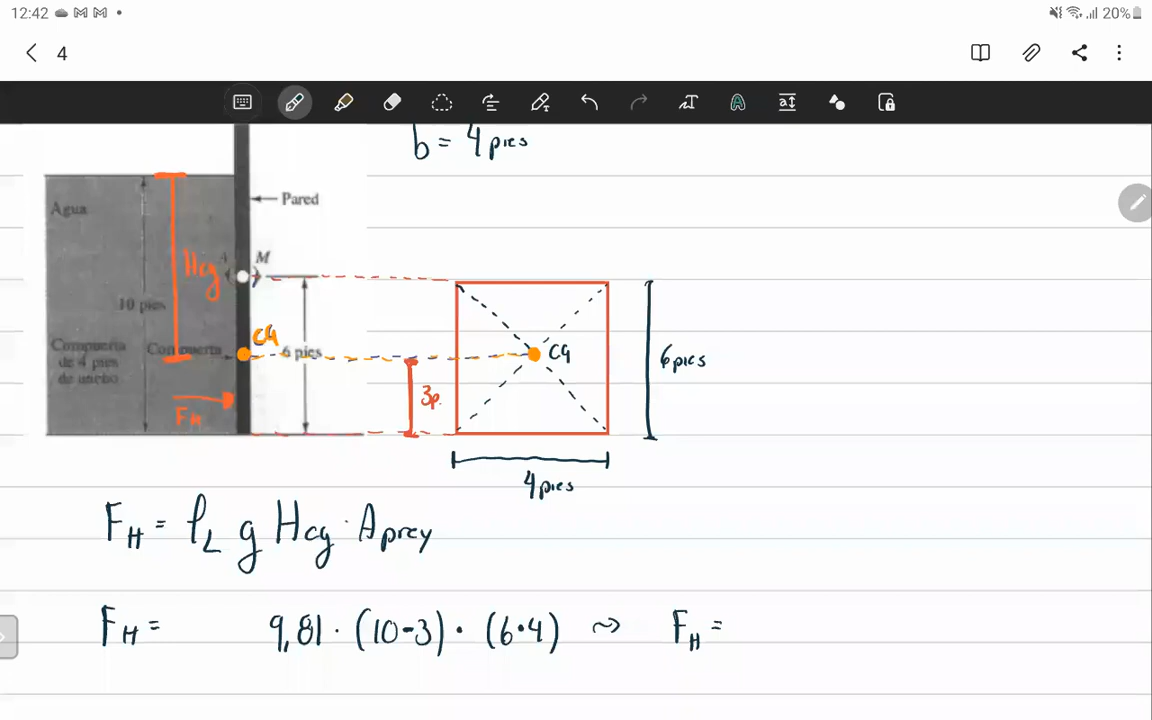 12:42 20%
4
b = 4 pies
Agua
Pared
Hcg
M
10 pies
CG
Compuerta de 4 pies de ancho
Compuerta
6 pies
CG
6 pies
3p.
FH
4 pies
FH = ρL g Hcg · Aproy
FH = 9,81 · (10-3) · (6·4) ~> FH =